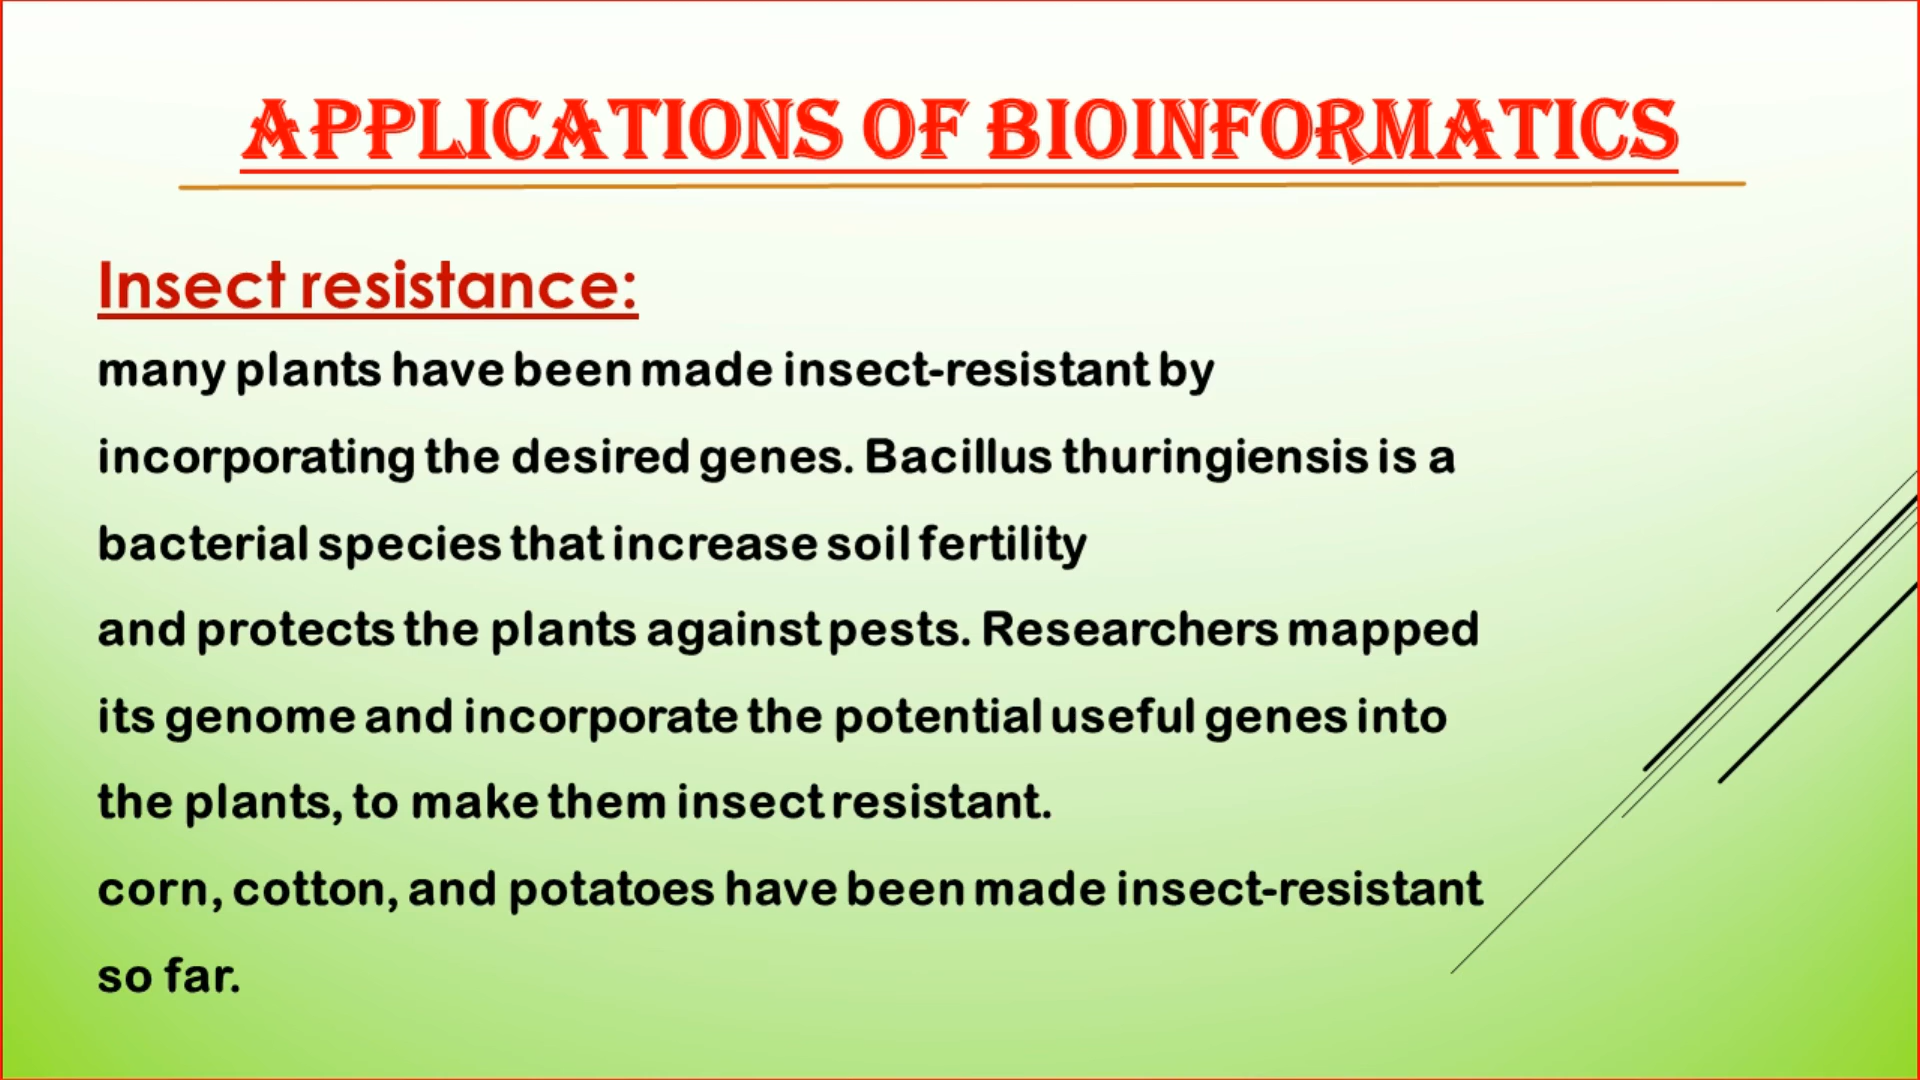 APPLICATIONS OF BIOINFORMATICS
Insect resistance:
many plants have been made insect-resistant by
incorporating the desired genes. Bacillus thuringiensis is a
bacterial species that increase soil fertility
and protects the plants against pests. Researchers mapped
its genome and incorporate the potential useful genes into
the plants, to make them insect resistant.
corn, cotton, and potatoes have been made insect-resistant
so far.